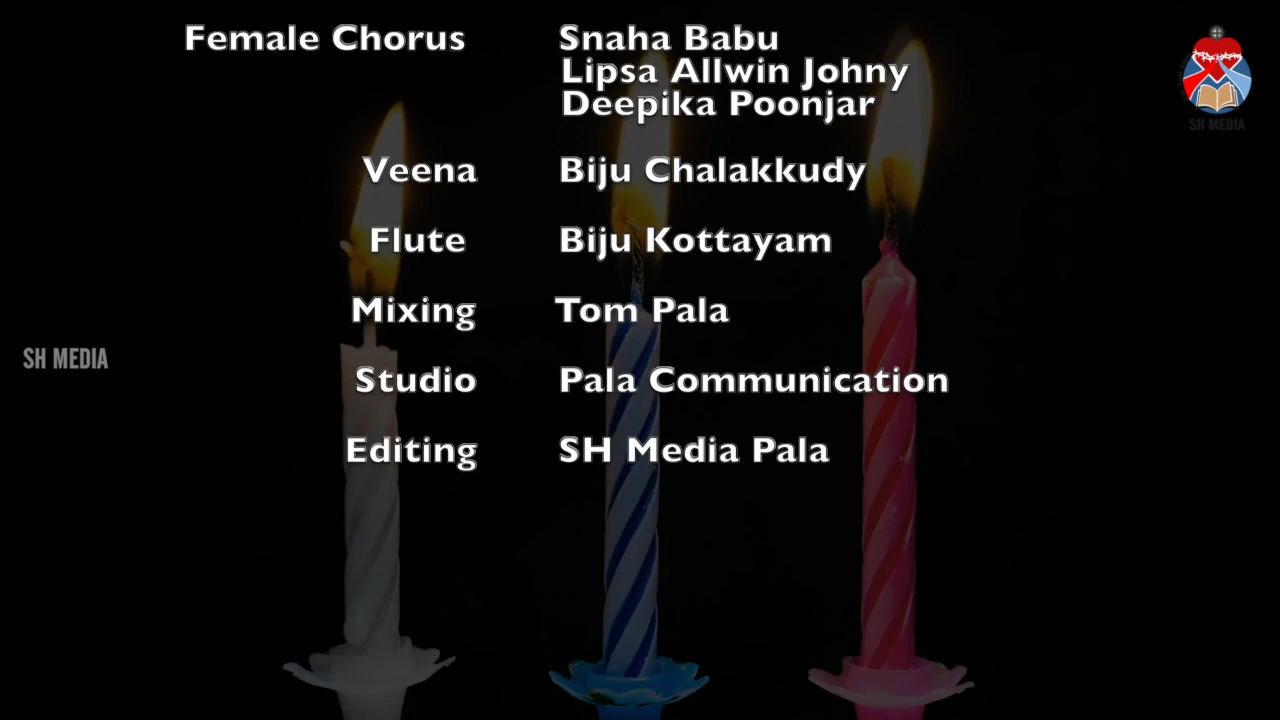 Female Chorus Snaha Babu
Lipsa Allwin Johny
Deepika Poonjar
Veena Biju Chalakkudy
Flute Biju Kottayam
Mixing Tom Pala
Studio Pala Communication
Editing SH Media Pala
SH MEDIA
SH MEDIA